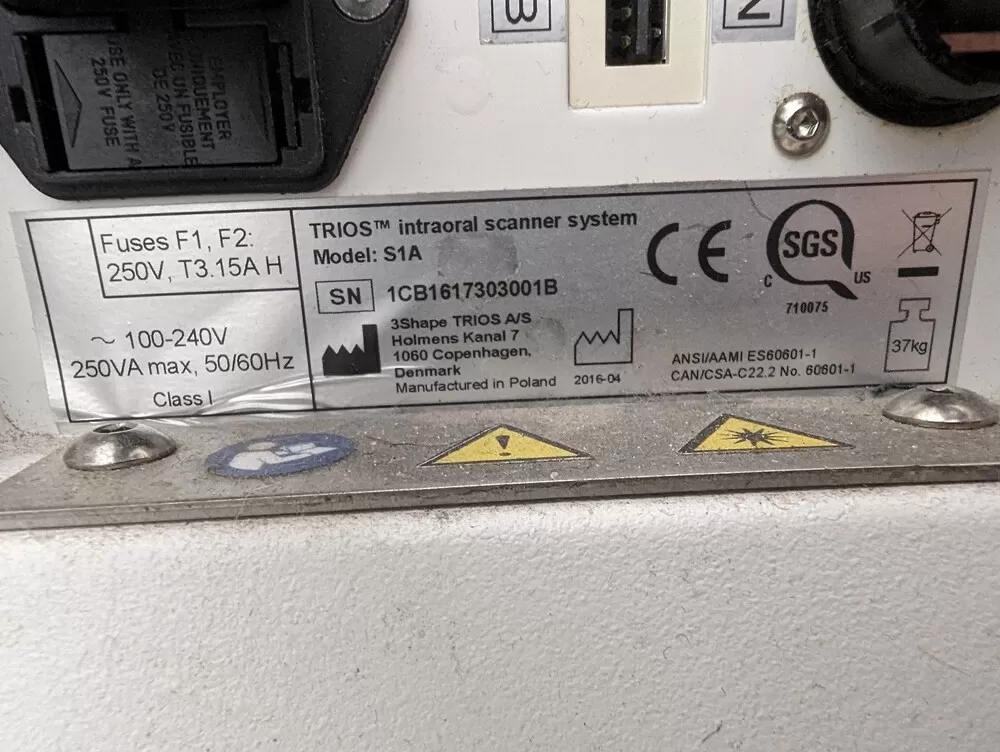 EMPLOYER
UNIQUEMENT
AVEC UN FUSIBLE
DE 250V
USE ONLY WITH A
250V FUSE
B
N
Fuses F1, F2:
250V, T3.15A H
~ 100-240V
250VA max, 50/60Hz
Class I
TRIOS™ intraoral scanner system
Model: S1A
SN 1CB1617303001B
3Shape TRIOS A/S
Holmens Kanal 7
1060 Copenhagen,
Denmark
Manufactured in Poland
2016-04
CE
SGS
C US
710075
ANSI/AAMI ES60601-1
CAN/CSA-C22.2 No. 60601-1
37kg